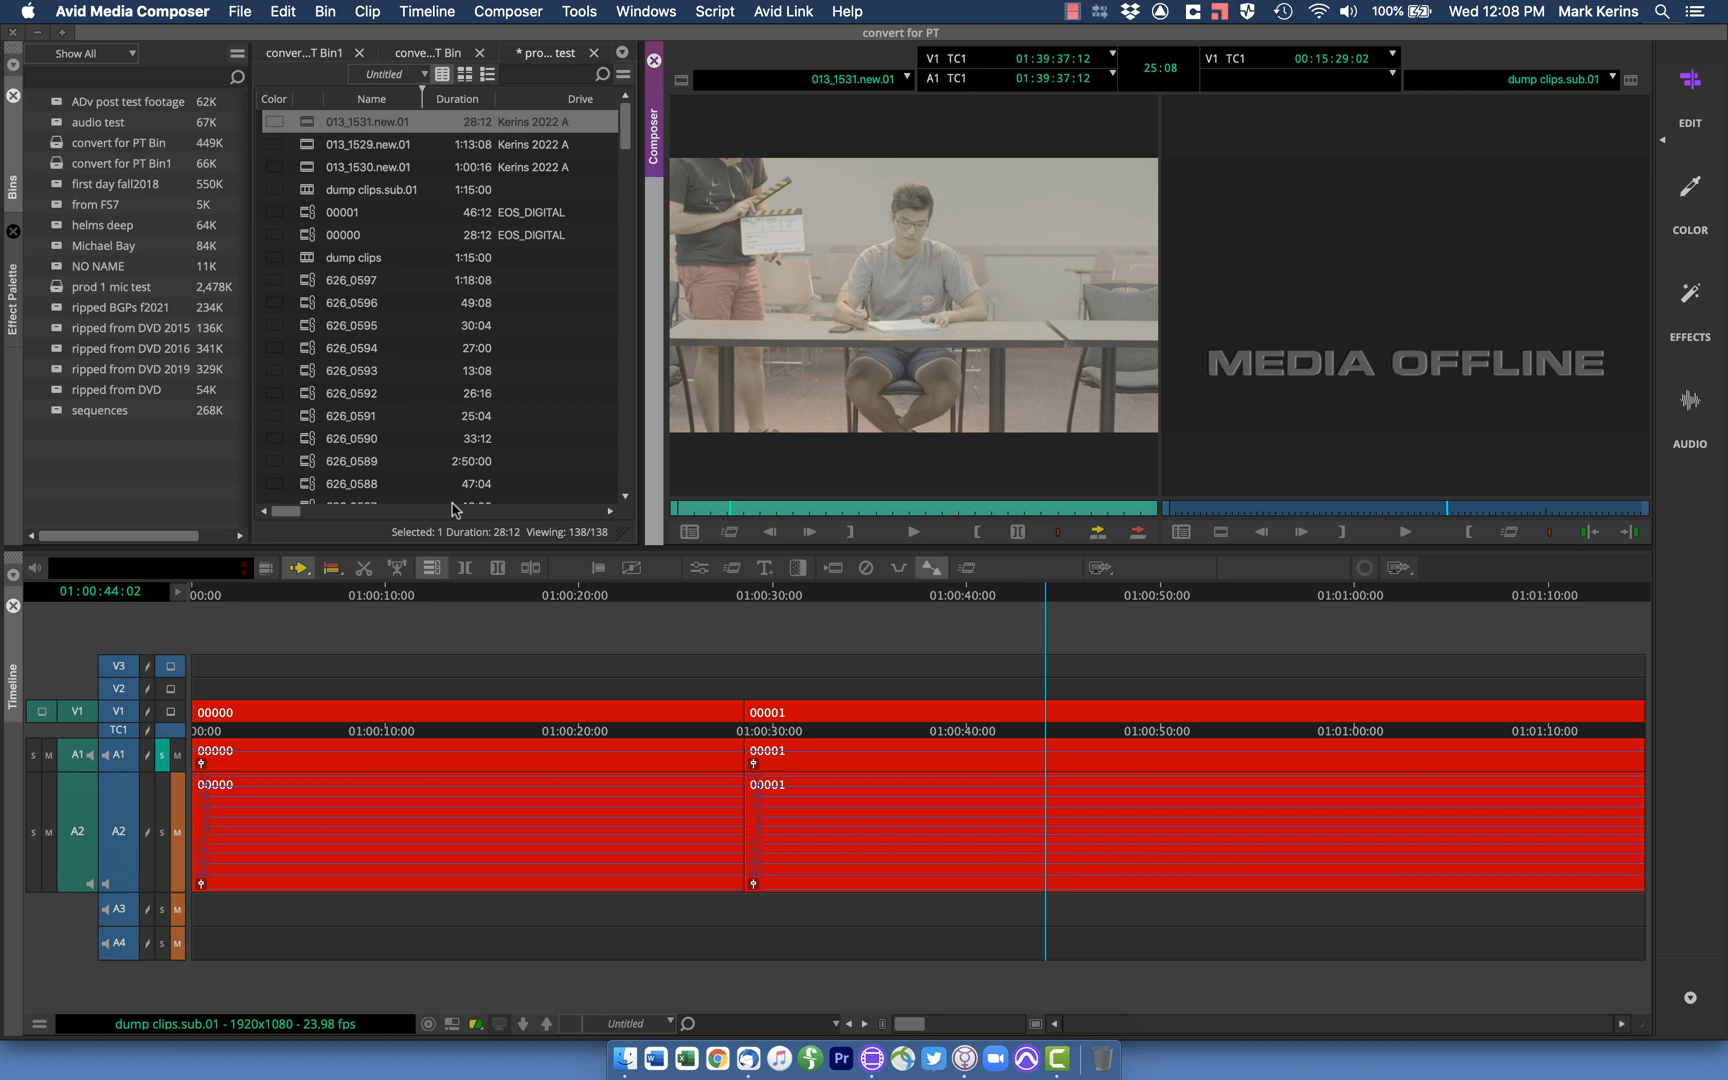 Avid Media Composer File Edit Bin Clip Timeline Composer Tools Windows Script Avid Link Help 100% Wed 12:08 PM Mark Kerins
convert for PT
Show All
conver...T Bin1 conve...T Bin * pro... test
Untitled
Color Name Duration Drive
ADv post test footage 62K
audio test 67K
convert for PT Bin 449K
convert for PT Bin1 66K
first day fall2018 550K
from FS7 5K
helms deep 64K
Michael Bay 84K
NO NAME 11K
prod 1 mic test 2,478K
ripped BGPs f2021 234K
ripped from DVD 2015 136K
ripped from DVD 2016 341K
ripped from DVD 2019 329K
ripped from DVD 54K
sequences 268K
Bins
Effect Palette
013_1531.new.01 28:12 Kerins 2022 A
013_1529.new.01 1:13:08 Kerins 2022 A
013_1530.new.01 1:00:16 Kerins 2022 A
dump clips.sub.01 1:15:00
00001 46:12 EOS_DIGITAL
00000 28:12 EOS_DIGITAL
dump clips 1:15:00
626_0597 1:18:08
626_0596 49:08
626_0595 30:04
626_0594 27:00
626_0593 13:08
626_0592 26:16
626_0591 25:04
626_0590 33:12
626_0589 2:50:00
626_0588 47:04
Selected: 1 Duration: 28:12 Viewing: 138/138
Composer
V1 TC1 01:39:37:12
A1 TC1 01:39:37:12
013_1531.new.01
25:08
V1 TC1 00:15:29:02
dump clips.sub.01
MEDIA OFFLINE
EDIT
COLOR
EFFECTS
AUDIO
01:00:44:02
00:00 01:00:10:00 01:00:20:00 01:00:30:00 01:00:40:00 01:00:50:00 01:01:00:00 01:01:10:00
Timeline
V3
V2
V1 V1 00000 00001
TC1 00:00 01:00:10:00 01:00:20:00 01:00:30:00 01:00:40:00 01:00:50:00 01:01:00:00 01:01:10:00
S M A1 A1 S M 00000 00001
00000 00001
S M A2 A2 S M
A3 S M
A4 S M
dump clips.sub.01 - 1920x1080 - 23.98 fps
Untitled
W X Pr